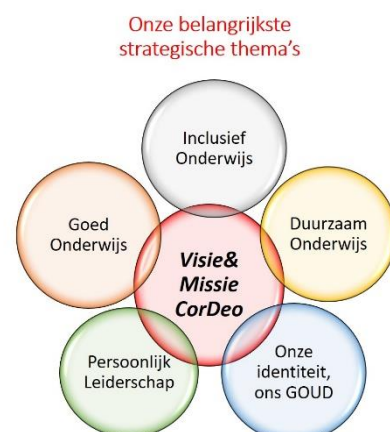 Onze belangrijkste
strategische thema's
Inclusief
Onderwijs
Goed
Onderwijs
Duurzaam
Onderwijs
Visie&
Missie
CorDeo
Persoonlijk
Leiderschap
Onze
identiteit,
ons GOUD